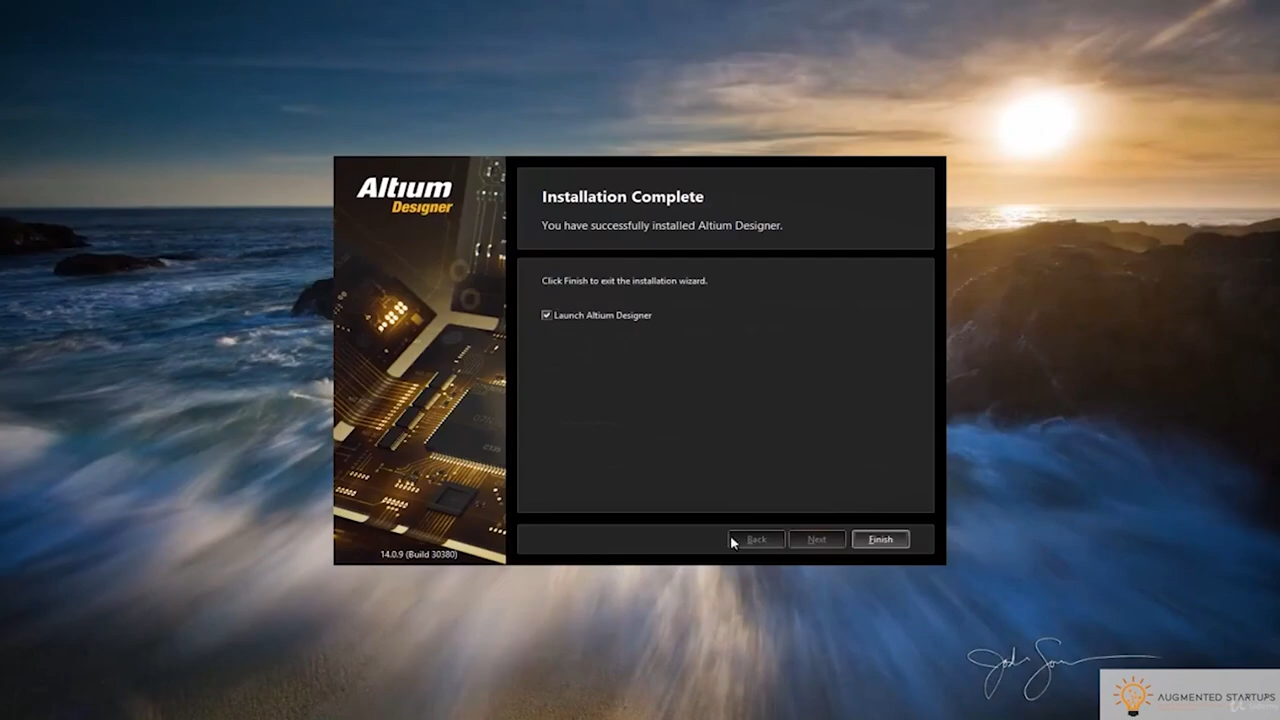 Altium
Designer
Installation Complete
You have successfully installed Altium Designer.
Click Finish to exit the installation wizard.
Launch Altium Designer
Back
Next
Finish
14.0.9 (Build 30380)
AUGMENTED STARTUPS
Udemy